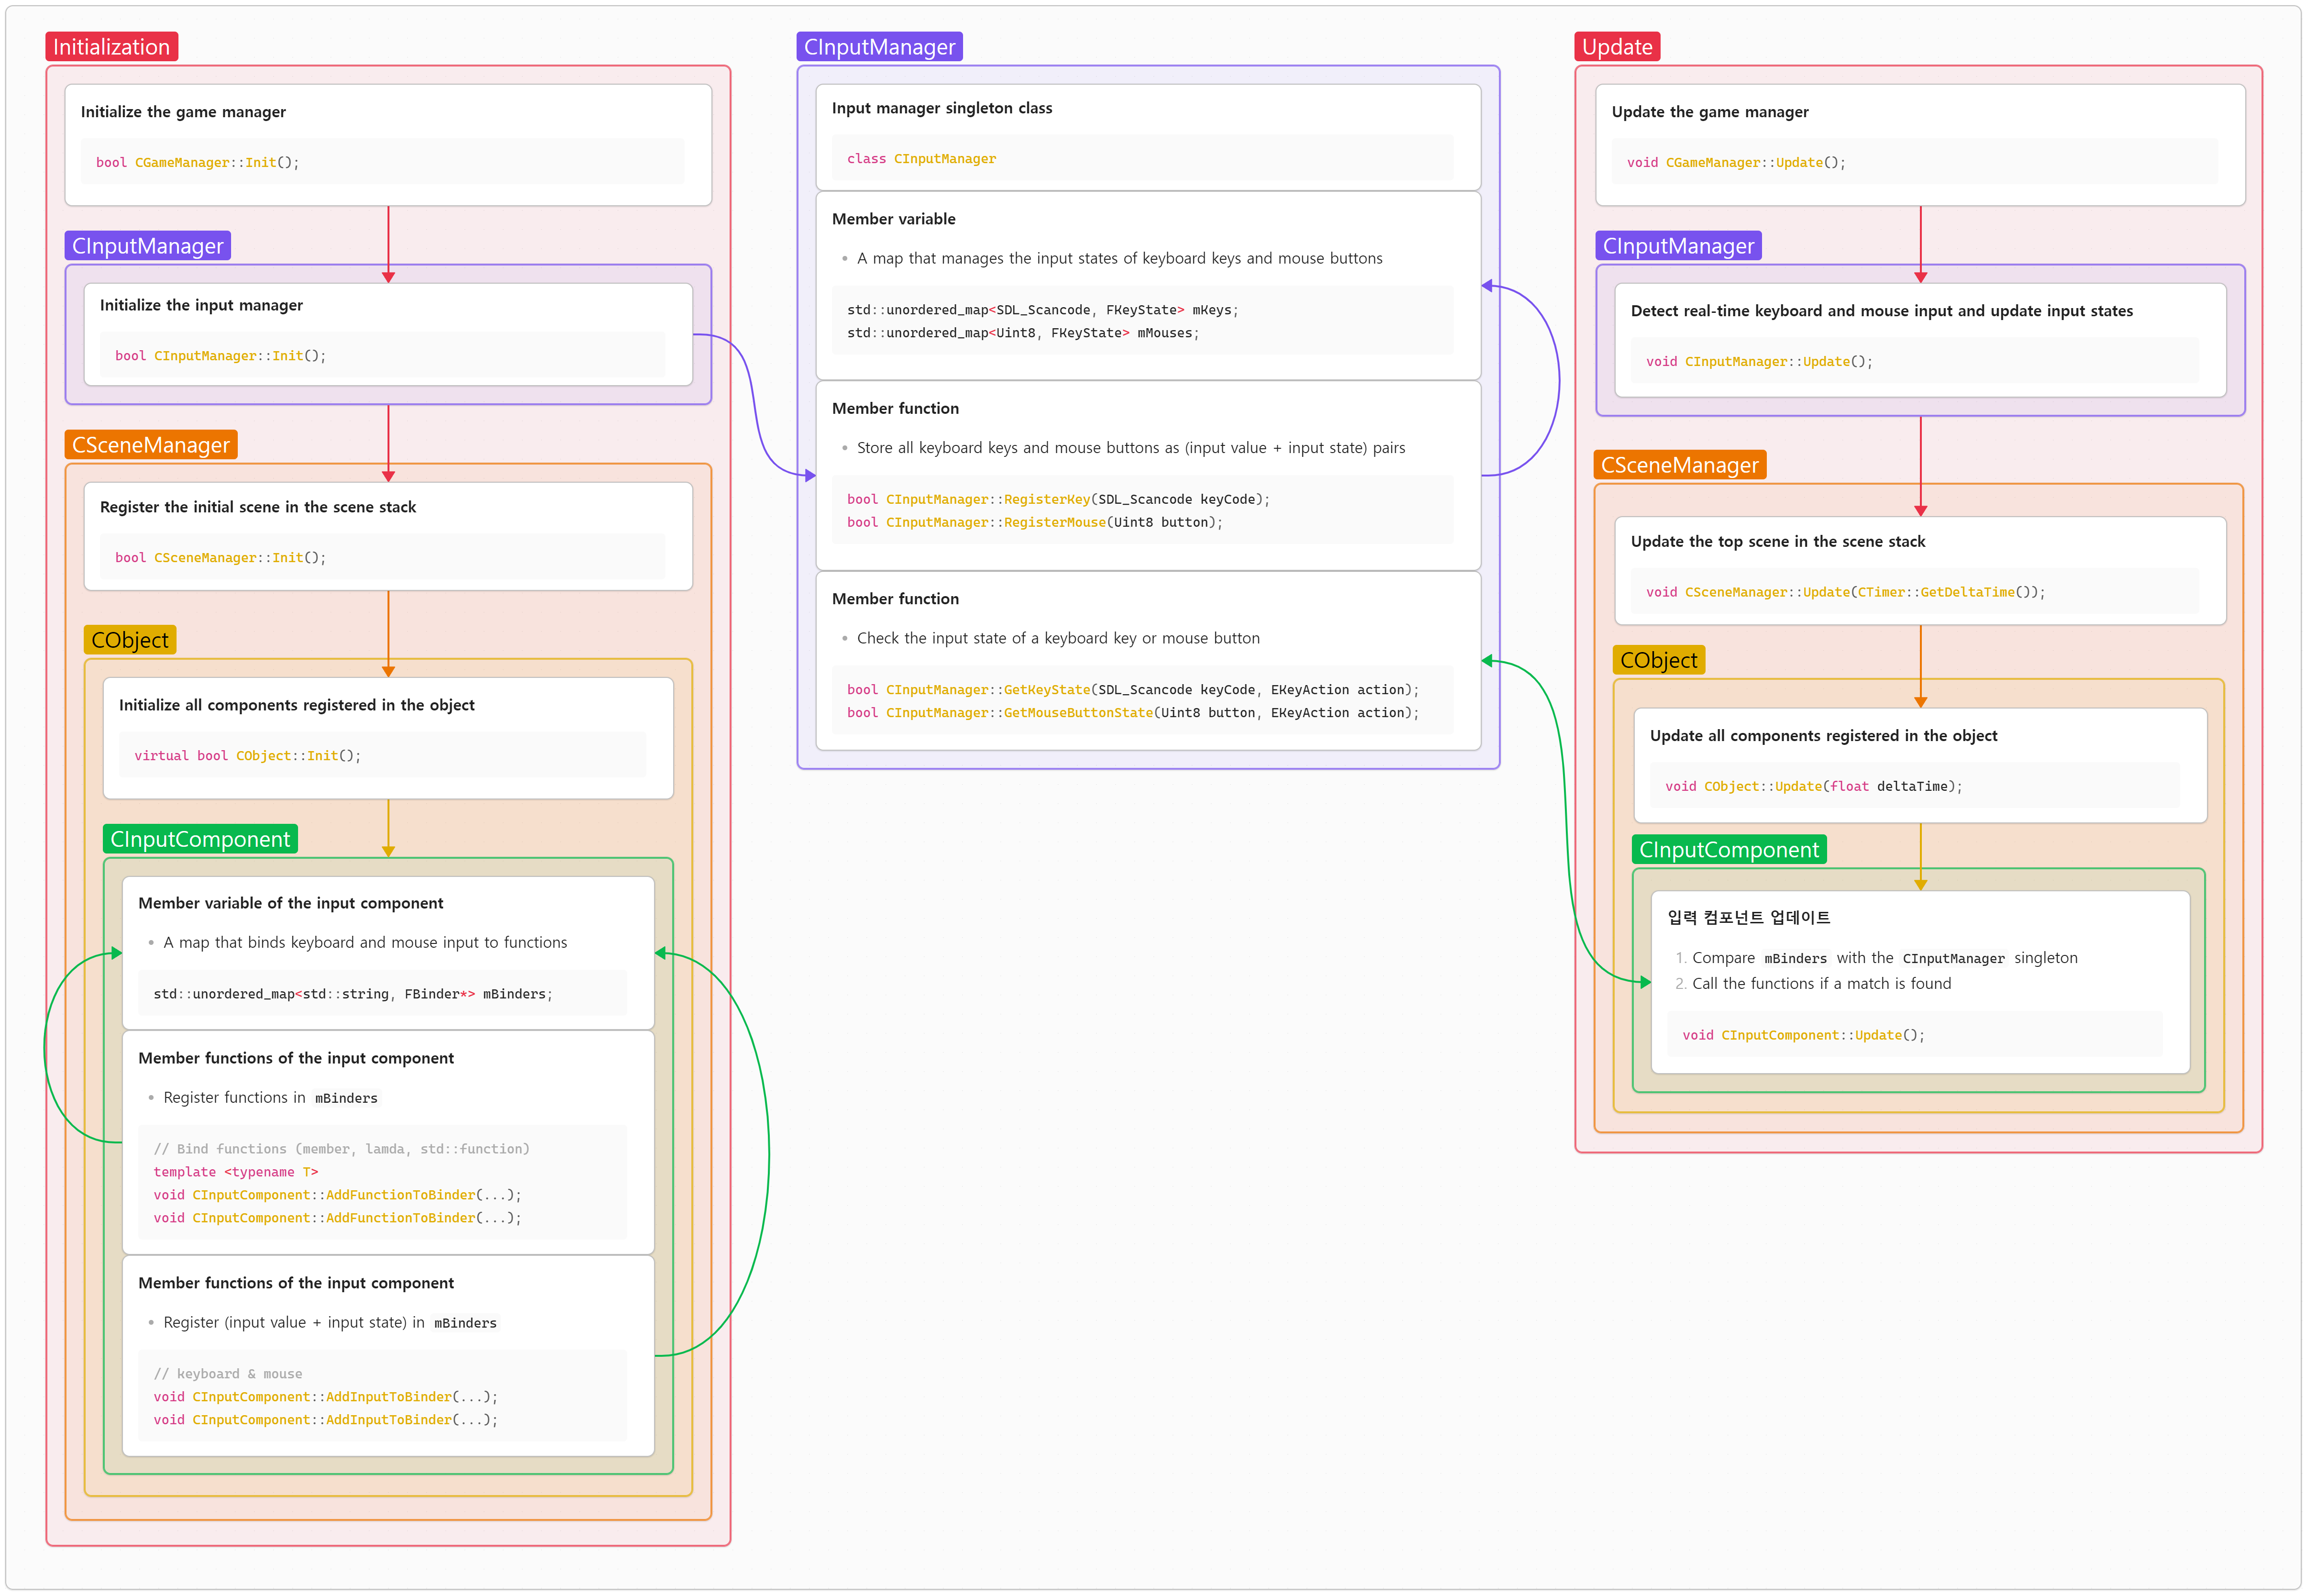 Initialization
Initialize the game manager
bool CGameManager::Init();
CInputManager
Initialize the input manager
bool CInputManager::Init();
CSceneManager
Register the initial scene in the scene stack
bool CSceneManager::Init();
CObject
Initialize all components registered in the object
virtual bool CObject::Init();
CInputComponent
Member variable of the input component
• A map that binds keyboard and mouse input to functions
std::unordered_map<std::string, FBinder*> mBinders;
Member functions of the input component
• Register functions in mBinders
// Bind functions (member, lamda, std::function)
template <typename T>
void CInputComponent::AddFunctionToBinder(...);
void CInputComponent::AddFunctionToBinder(...);
Member functions of the input component
• Register (input value + input state) in mBinders
// keyboard & mouse
void CInputComponent::AddInputToBinder(...);
void CInputComponent::AddInputToBinder(...);
CInputManager
Input manager singleton class
class CInputManager
Member variable
• A map that manages the input states of keyboard keys and mouse buttons
std::unordered_map<SDL_Scancode, FKeyState> mKeys;
std::unordered_map<Uint8, FKeyState> mMouses;
Member function
• Store all keyboard keys and mouse buttons as (input value + input state) pairs
bool CInputManager::RegisterKey(SDL_Scancode keyCode);
bool CInputManager::RegisterMouse(Uint8 button);
Member function
• Check the input state of a keyboard key or mouse button
bool CInputManager::GetKeyState(SDL_Scancode keyCode, EKeyAction action);
bool CInputManager::GetMouseButtonState(Uint8 button, EKeyAction action);
Update
Update the game manager
void CGameManager::Update();
CInputManager
Detect real-time keyboard and mouse input and update input states
void CInputManager::Update();
CSceneManager
Update the top scene in the scene stack
void CSceneManager::Update(CTimer::GetDeltaTime());
CObject
Update all components registered in the object
void CObject::Update(float deltaTime);
CInputComponent
입력 컴포넌트 업데이트
1. Compare mBinders with the CInputManager singleton
2. Call the functions if a match is found
void CInputComponent::Update();